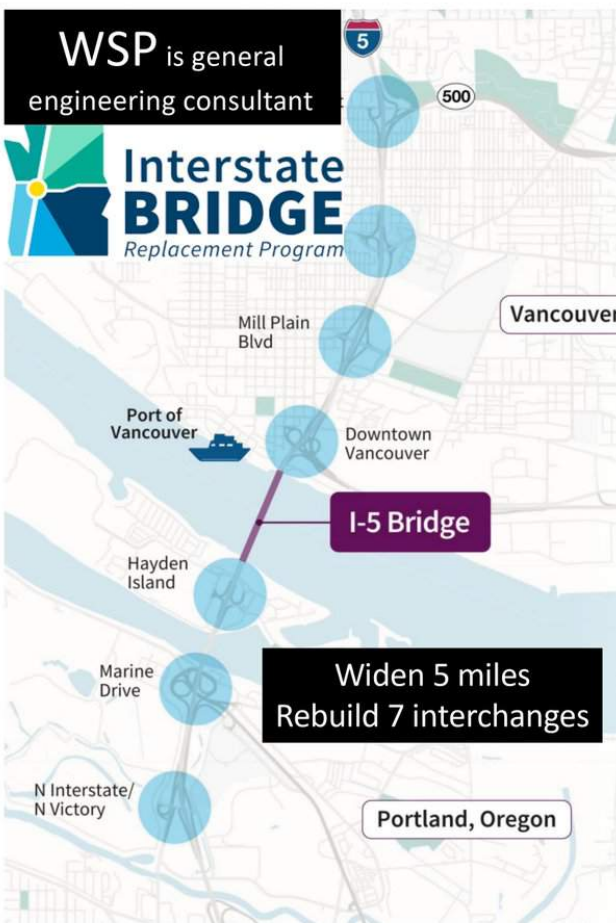 WSP is general
engineering consultant
5
500
Interstate
BRIDGE
Replacement Program
Mill Plain
Blvd
Vancouver
Port of
Vancouver
Downtown
Vancouver
I-5 Bridge
Hayden
Island
Marine
Drive
Widen 5 miles
Rebuild 7 interchanges
N Interstate/
N Victory
Portland, Oregon